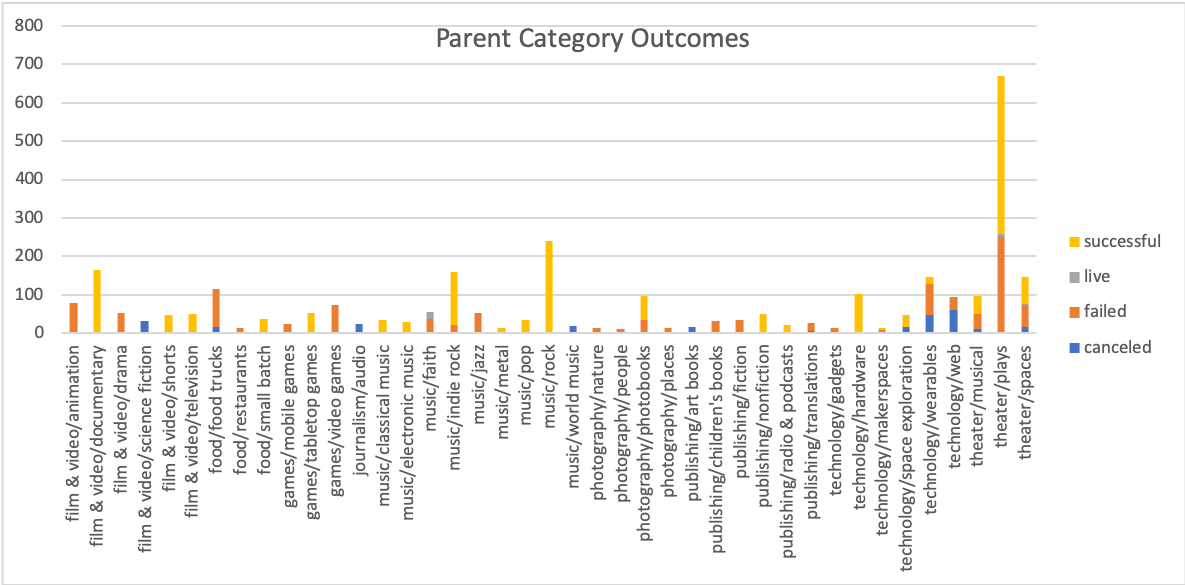 Parent Category Outcomes
800
700
600
500
400
300
200
100
0
film & video/animation
film & video/documentary
film & video/drama
film & video/science fiction
film & video/shorts
film & video/television
food/food trucks
food/restaurants
food/small batch
games/mobile games
games/tabletop games
games/video games
journalism/audio
music/classical music
music/electronic music
music/faith
music/indie rock
music/jazz
music/metal
music/pop
music/rock
music/world music
photography/nature
photography/people
photography/photobooks
photography/places
publishing/art books
publishing/children's books
publishing/fiction
publishing/nonfiction
publishing/radio & podcasts
publishing/translations
technology/gadgets
technology/hardware
technology/makerspaces
technology/space exploration
technology/wearables
technology/web
theater/musical
theater/plays
theater/spaces
successful
live
failed
canceled